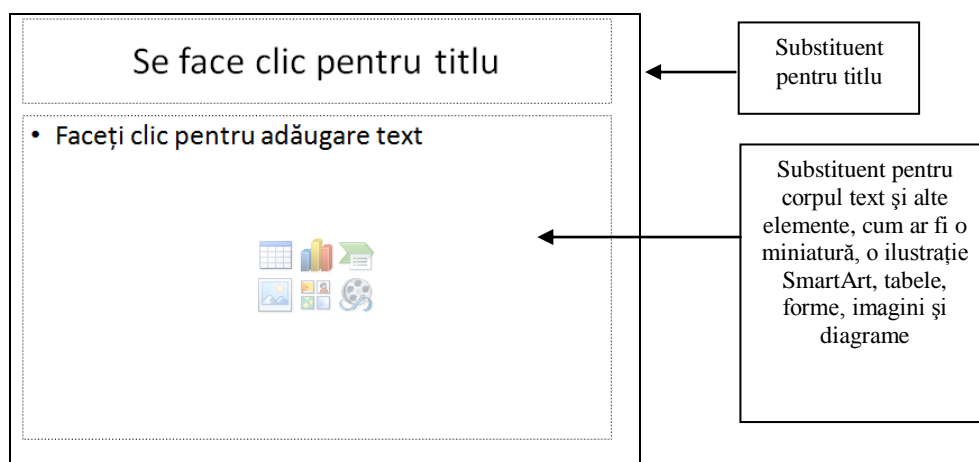 Se face clic pentru titlu
• Faceți clic pentru adăugare text
Substituent
pentru titlu
Substituent pentru
corpul text şi alte
elemente, cum ar fi o
miniatură, o ilustrație
SmartArt, tabele,
forme, imagini şi
diagrame